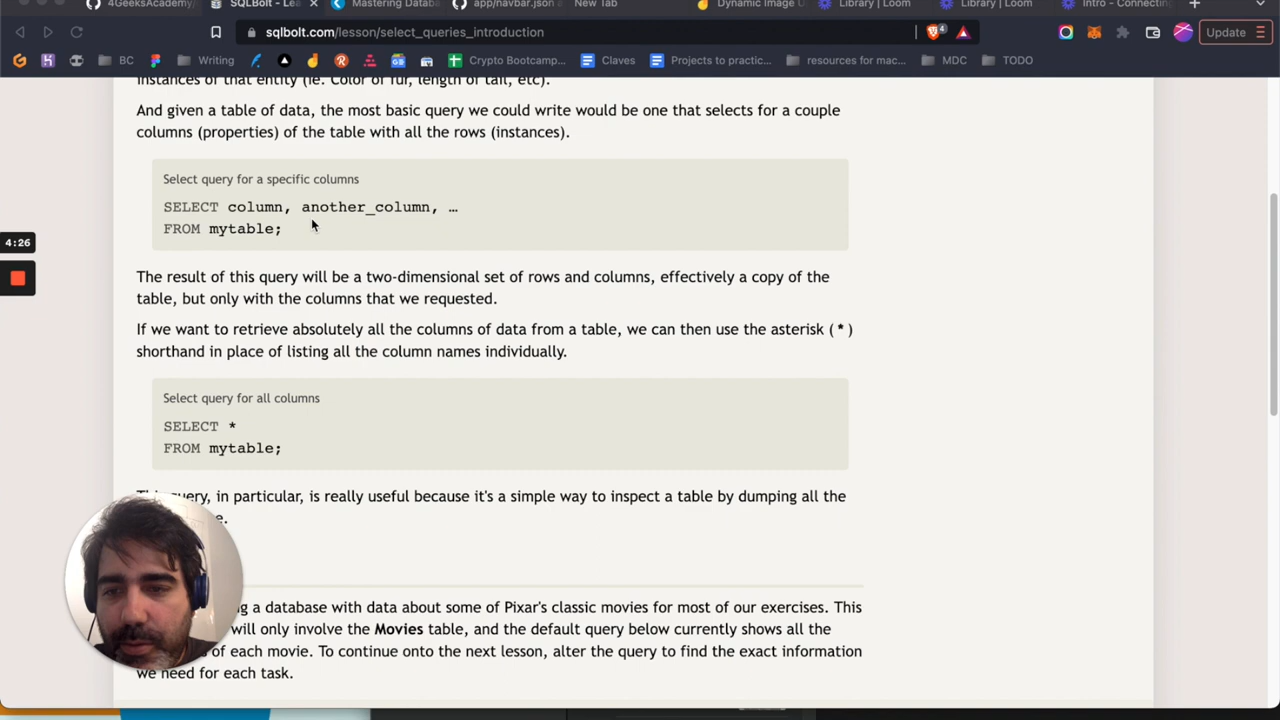 4GeeksAcademy/
SQLBolt - Lea
Mastering Databa
app/navbar.json a
New Tab
Dynamic Image U
Library | Loom
Library | Loom
Intro - Connecting
sqlbolt.com/lesson/select_queries_introduction
4
Update
BC
Writing
Crypto Bootcamp...
Claves
Projects to practic...
resources for mac...
MDC
TODO
instances of that entity (ie. Color of fur, length of tail, etc).
And given a table of data, the most basic query we could write would be one that selects for a couple
columns (properties) of the table with all the rows (instances).
Select query for a specific columns
SELECT column, another_column, …
FROM mytable;
4:26
The result of this query will be a two-dimensional set of rows and columns, effectively a copy of the
table, but only with the columns that we requested.
If we want to retrieve absolutely all the columns of data from a table, we can then use the asterisk (*)
shorthand in place of listing all the column names individually.
Select query for all columns
SELECT *
FROM mytable;
This query, in particular, is really useful because it's a simple way to inspect a table by dumping all the
g a database with data about some of Pixar's classic movies for most of our exercises. This
will only involve the Movies table, and the default query below currently shows all the
of each movie. To continue onto the next lesson, alter the query to find the exact information
we need for each task.